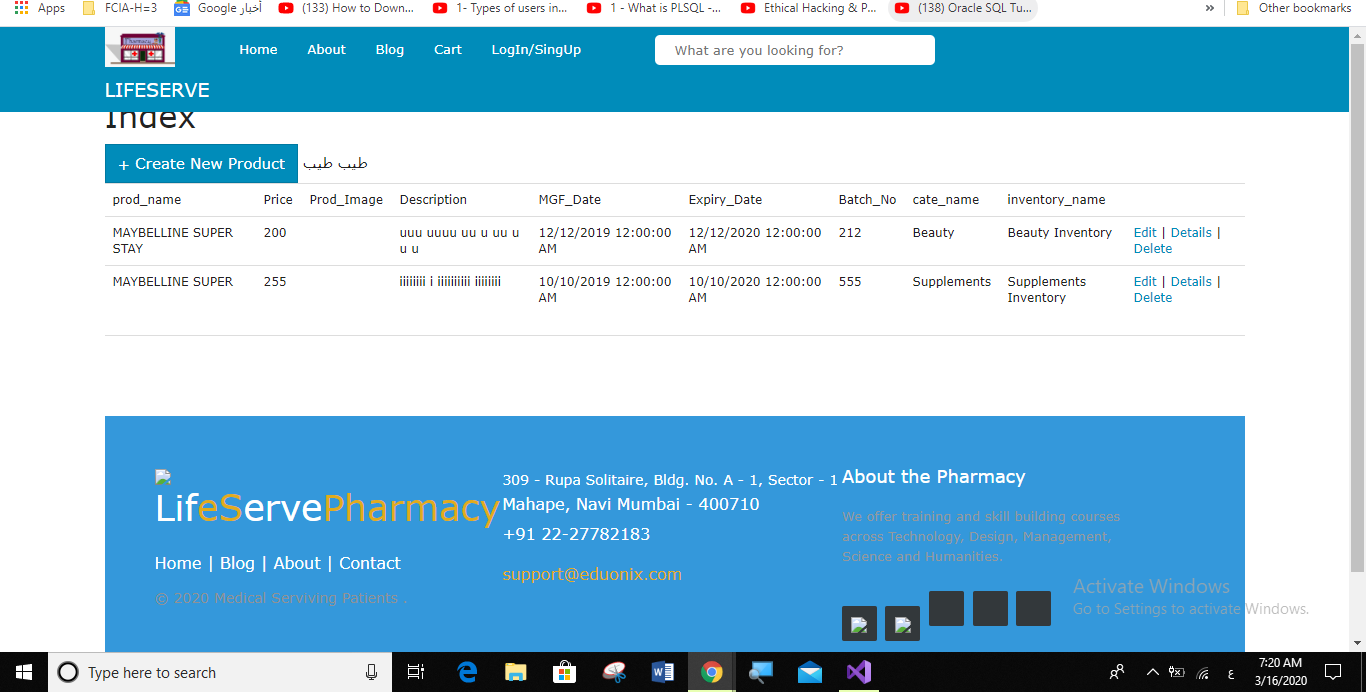 Apps FCIA-H=3 أخبار Google (133) How to Down... 1- Types of users in... 1 - What is PLSQL -... Ethical Hacking & P... (138) Oracle SQL Tu... » Other bookmarks
Home About Blog Cart LogIn/SingUp What are you looking for?
LIFESERVE
Index
+ Create New Product طيب طيب
prod_name Price Prod_Image Description MGF_Date Expiry_Date Batch_No cate_name inventory_name
MAYBELLINE SUPER 200 uuu uuuu uu u uu u 12/12/2019 12:00:00 12/12/2020 12:00:00 212 Beauty Beauty Inventory Edit | Details |
STAY u u AM AM Delete
MAYBELLINE SUPER 255 iiiiiiii i iiiiiiiiii iiiiiiii 10/10/2019 12:00:00 10/10/2020 12:00:00 555 Supplements Supplements Edit | Details |
AM AM Inventory Delete
LifeServePharmacy
Home | Blog | About | Contact
© 2020 Medical Serviving Patients .
309 - Rupa Solitaire, Bldg. No. A - 1, Sector - 1
Mahape, Navi Mumbai - 400710
+91 22-27782183
support@eduonix.com
About the Pharmacy
We offer training and skill building courses
across Technology, Design, Management,
Science and Humanities.
Activate Windows
Go to Settings to activate Windows.
Type here to search
ع
7:20 AM
3/16/2020